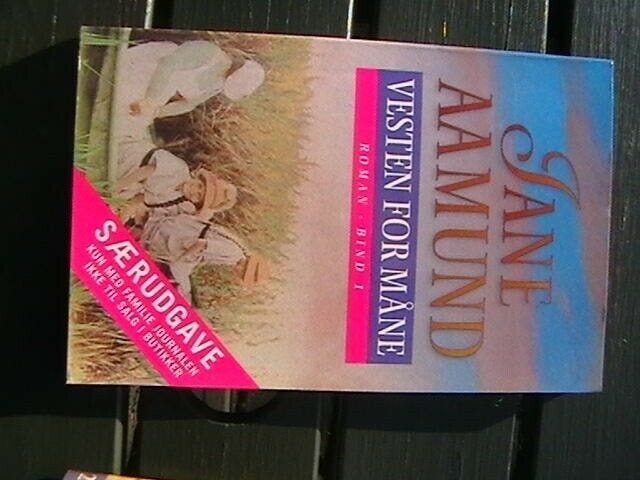 JANE
AAMUND
VESTEN FOR MÅNE
ROMAN · BIND 1
SÆRUDGAVE
KUN MED FAMILIE JOURNALEN
IKKE TIL SALG I BUTIKKER